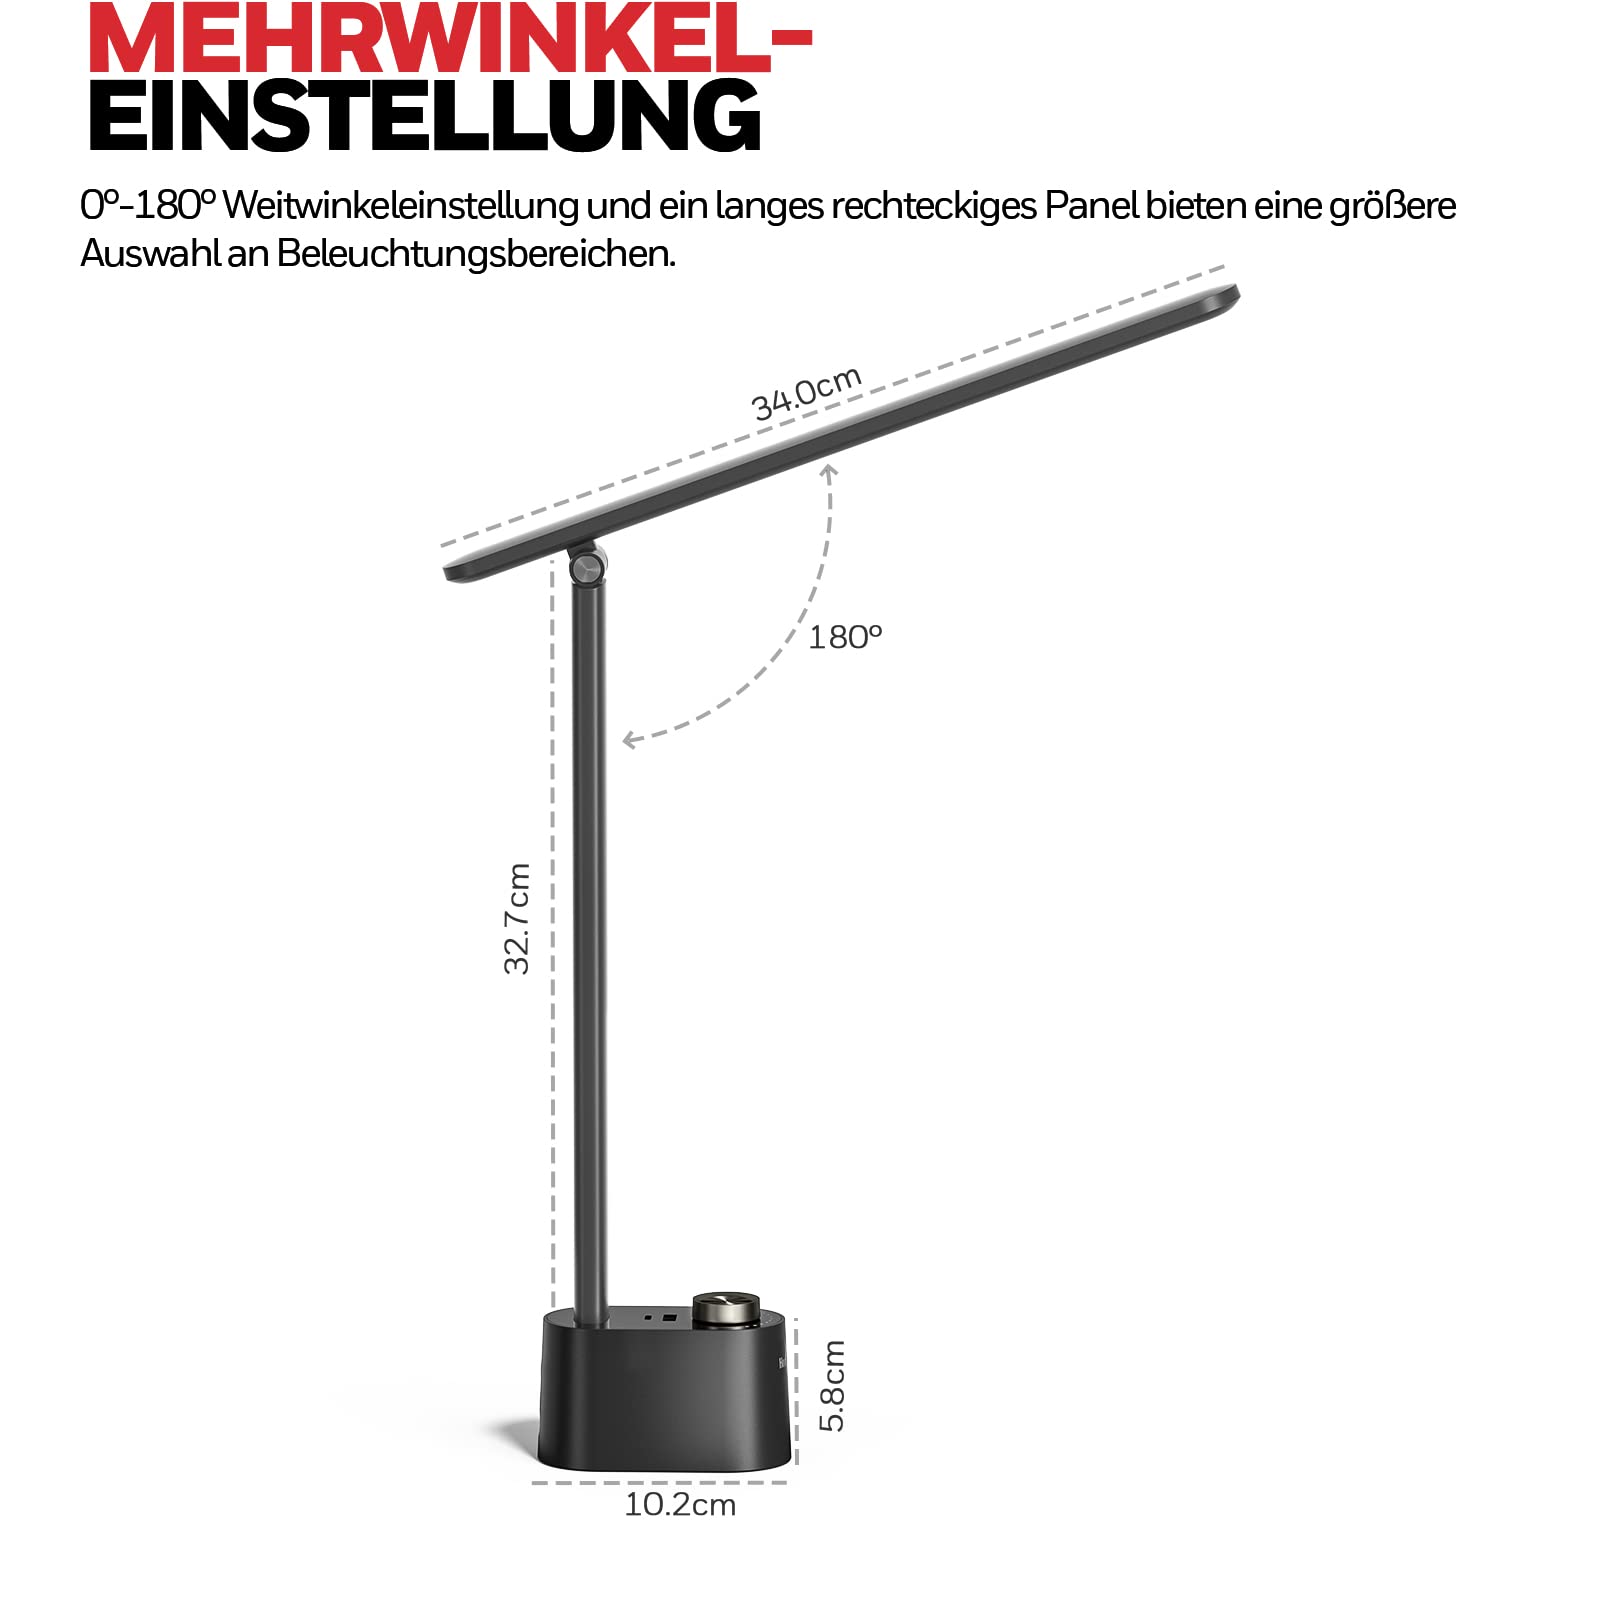 MEHRWINKEL-
EINSTELLUNG
0º-180º Weitwinkeleinstellung und ein langes rechteckiges Panel bieten eine größere
Auswahl an Beleuchtungsbereichen.
34.0cm
180º
32.7cm
5.8cm
10.2cm